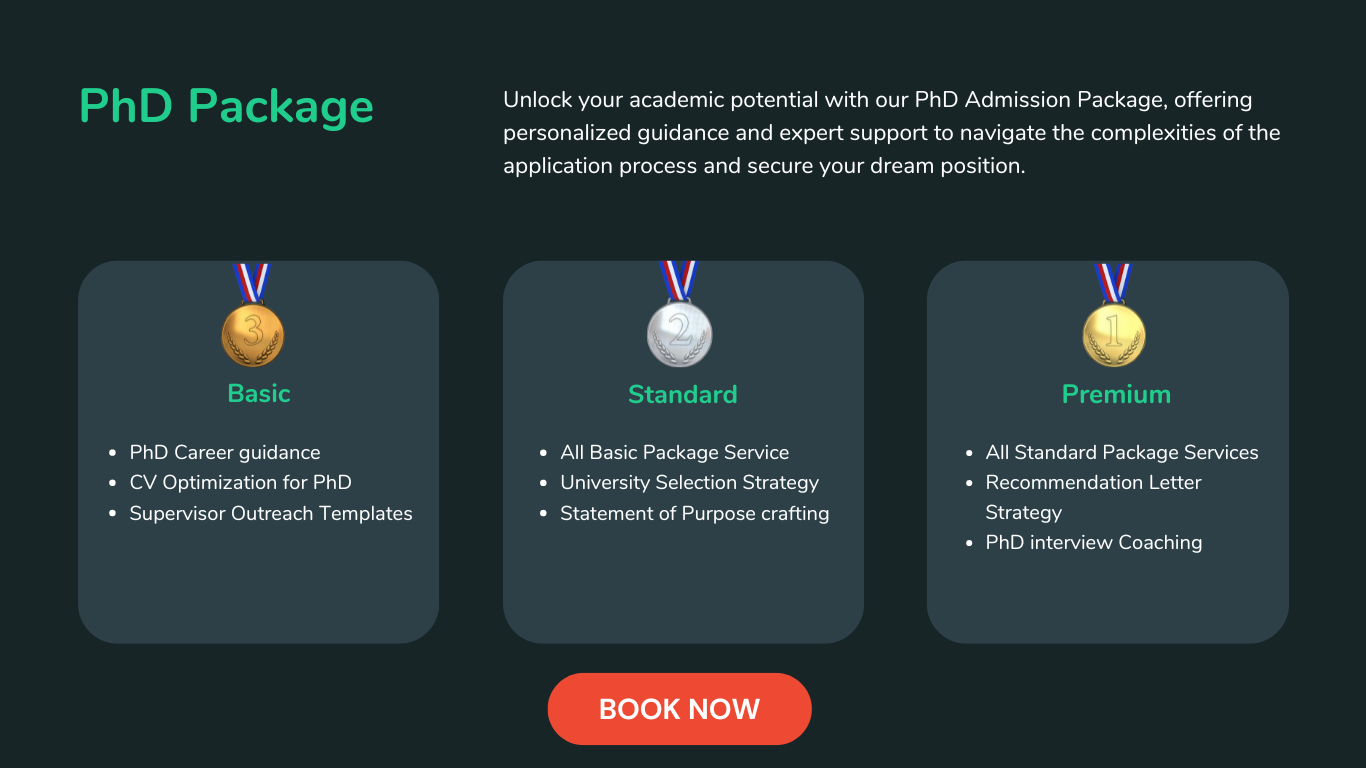 PhD Package
Unlock your academic potential with our PhD Admission Package, offering
personalized guidance and expert support to navigate the complexities of the
application process and secure your dream position.
3
Basic
• PhD Career guidance
• CV Optimization for PhD
• Supervisor Outreach Templates
2
Standard
• All Basic Package Service
• University Selection Strategy
• Statement of Purpose crafting
1
Premium
• All Standard Package Services
• Recommendation Letter
Strategy
• PhD interview Coaching
BOOK NOW